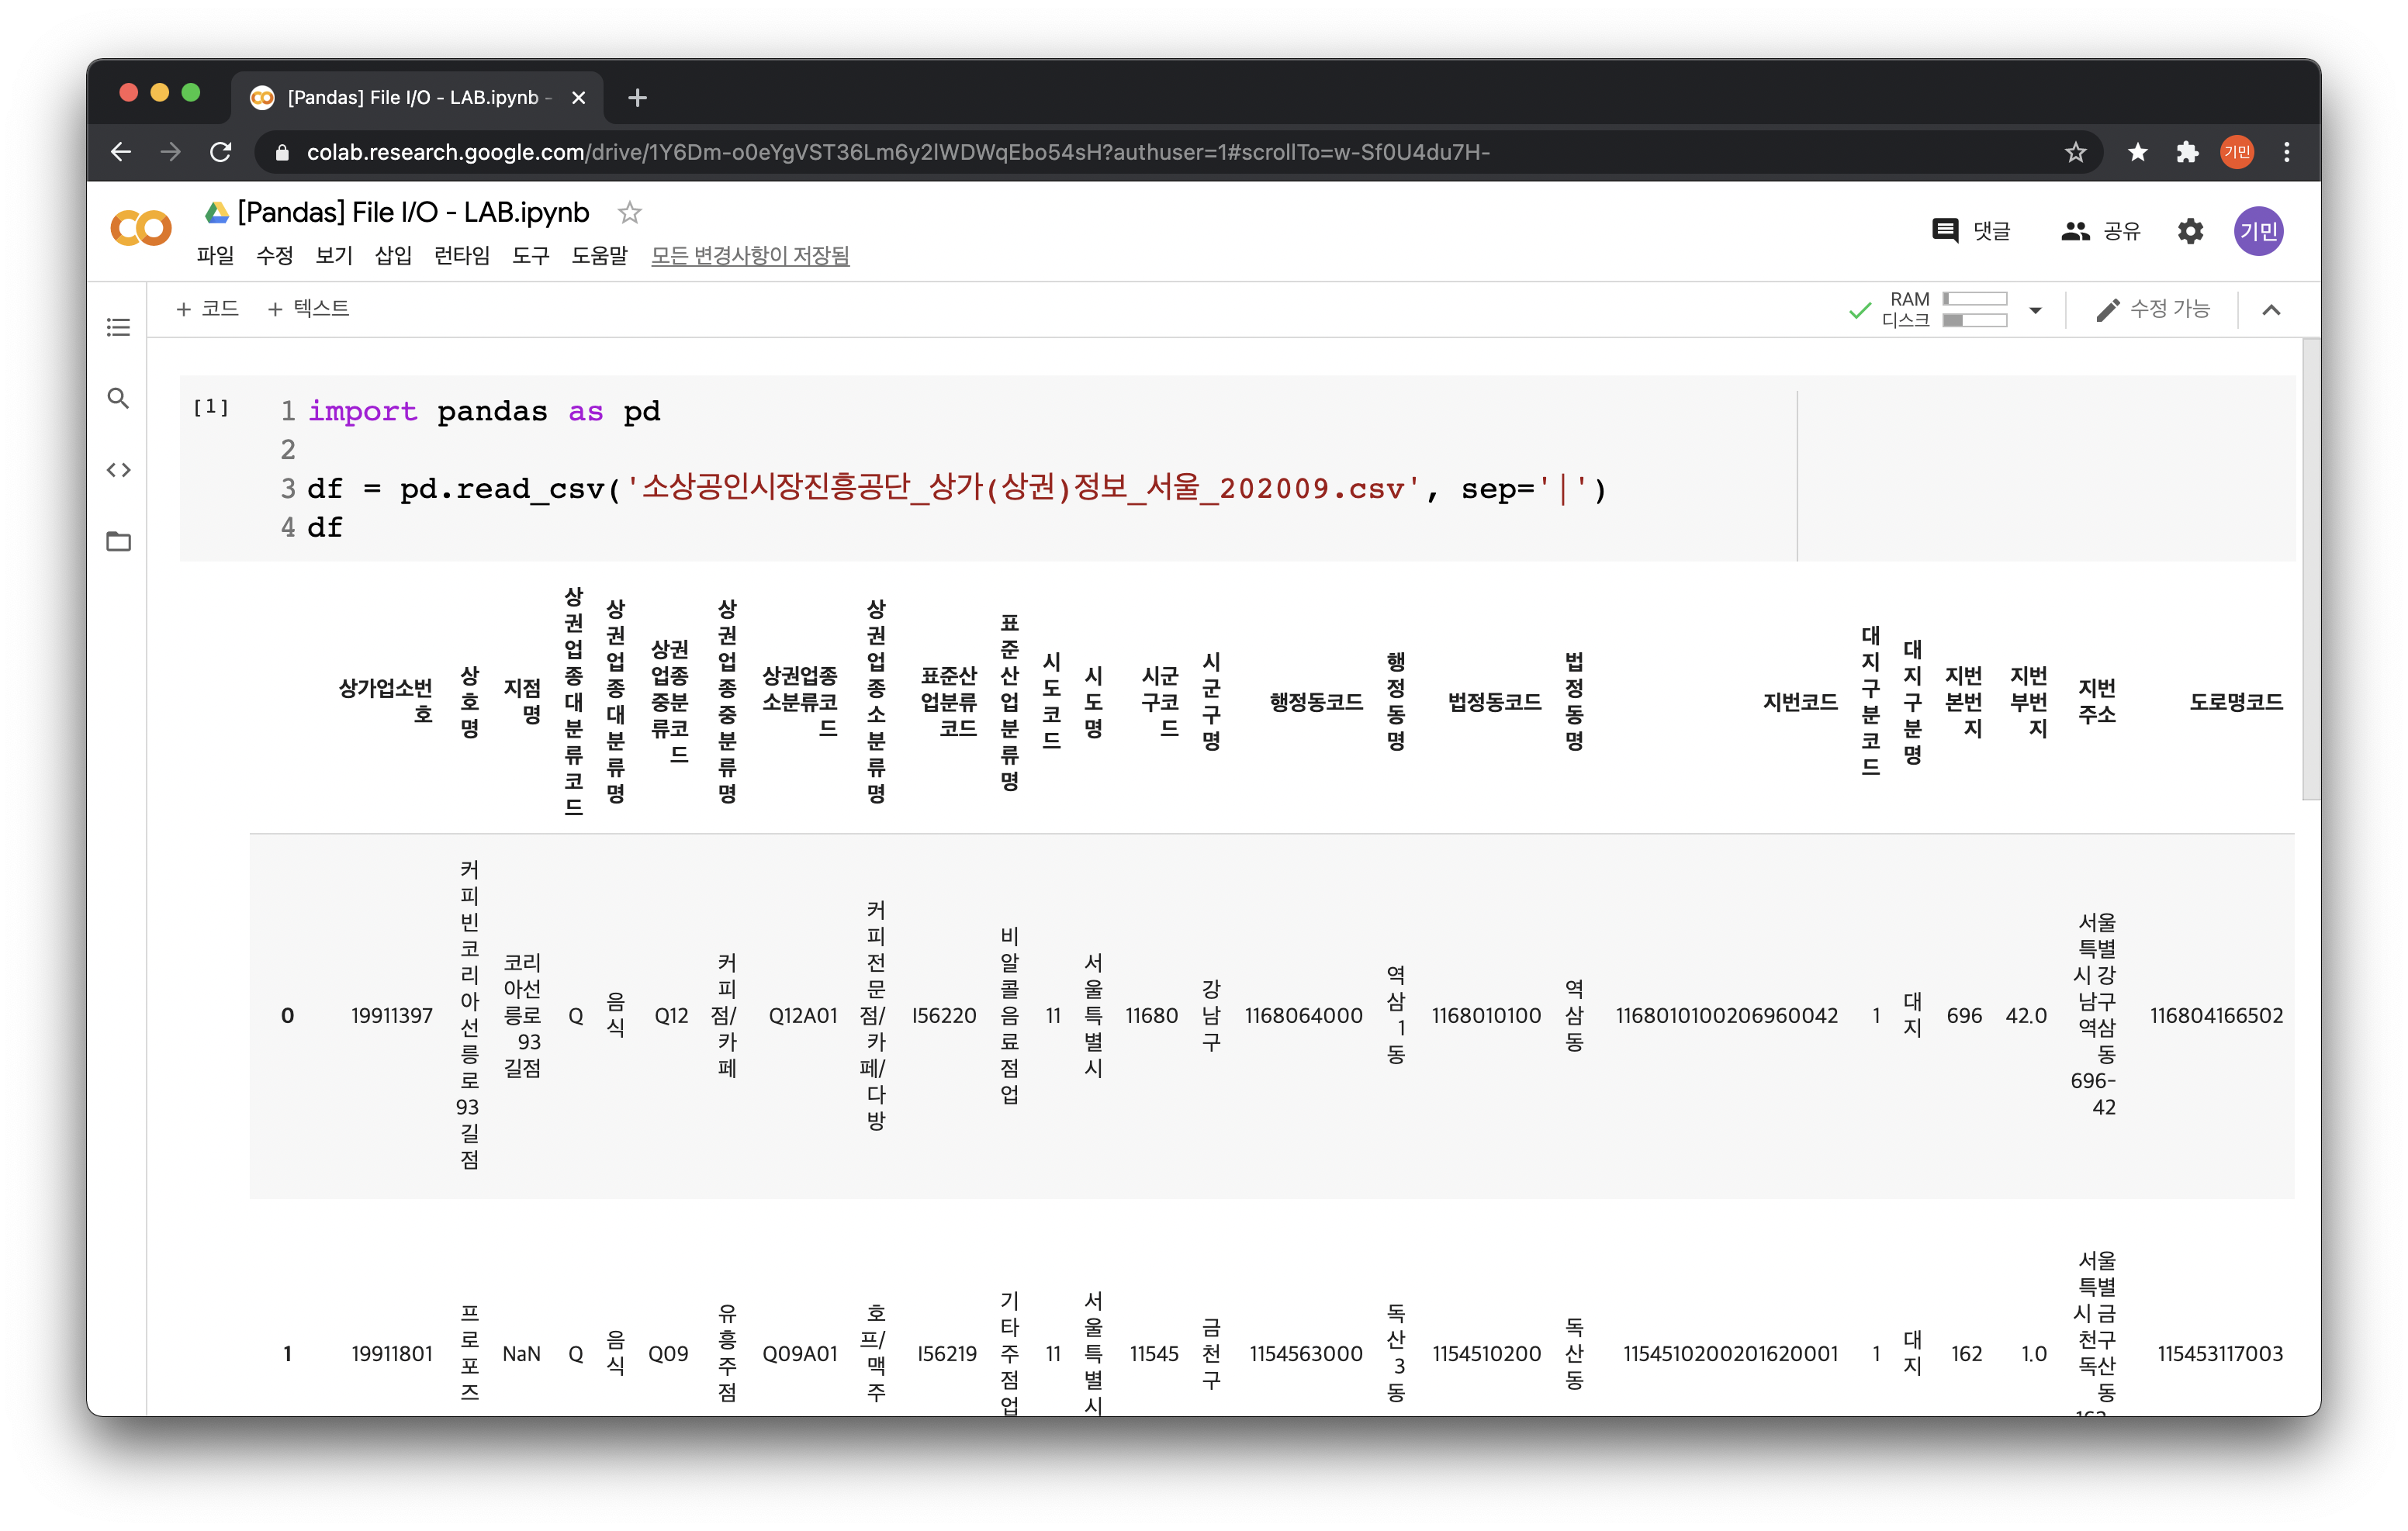 [Pandas] File I/O - LAB.ipynb -
colab.research.google.com/drive/1Y6Dm-o0eYgVST36Lm6y2lWDWqEbo54sH?authuser=1#scrollTo=w-Sf0U4du7H-
기민
[Pandas] File I/O - LAB.ipynb
댓글 공유 기민
파일 수정 보기 삽입 런타임 도구 도움말 모든 변경사항이 저장됨
+ 코드 + 텍스트
RAM
디스크
수정 가능
[1]
1 import pandas as pd
2
3 df = pd.read_csv('소상공인시장진흥공단_상가(상권)정보_서울_202009.csv', sep='|')
4 df
상가업소번호 상호명 지점명 상권업종대분류코드 상권업종대분류명 상권업종중분류코드 상권업종중분류명 상권업종소분류코드 상권업종소분류명 표준산업분류코드 표준산업분류명 시도코드 시도명 시군구코드 시군구명 행정동코드 행정동명 법정동코드 법정동명 지번코드 대지구분코드 대지구분명 지번본번지 지번부번지 지번주소 도로명코드
0 19911397 커피빈코리아선릉로93길점 코리아선릉로93길점 Q 음식 Q12 커피점/카페 Q12A01 커피전문점/카페/다방 I56220 비알콜음료점업 11 서울특별시 11680 강남구 1168064000 역삼1동 1168010100 역삼동 1168010100206960042 1 대지 696 42.0 서울특별시 강남구 역삼동 696-42 116804166502
1 19911801 프로포즈 NaN Q 음식 Q09 유흥주점 Q09A01 호프/맥주 I56219 기타주점업 11 서울특별시 11545 금천구 1154563000 독산3동 1154510200 독산동 1154510200201620001 1 대지 162 1.0 서울특별시 금천구 독산동 115453117003